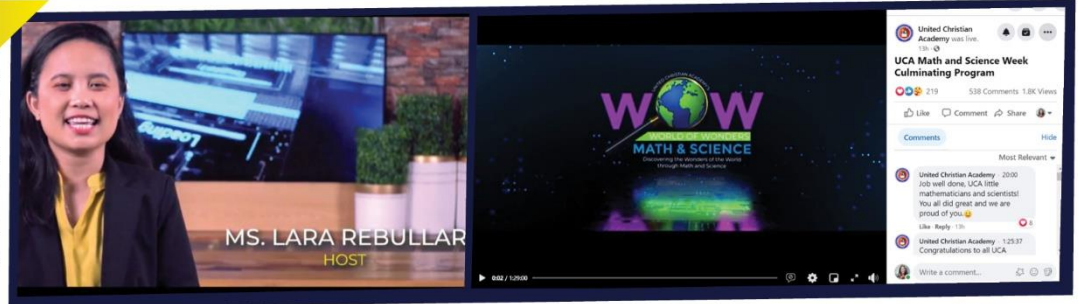 Loading
MS. LARA REBULLAR
HOST
UNITED CHRISTIAN ACADEMY'S
WOW
WORLD OF WONDERS
MATH & SCIENCE
Discovering the Wonders of the World
through Math and Science
0:02 / 1:29:00
United Christian
Academy was live.
13h
UCA Math and Science Week
Culminating Program
219
538 Comments 1.8K Views
Like Comment Share
Comments
Hide
Most Relevant
United Christian Academy · 20:00
Job well done, UCA little
mathematicians and scientists!
You all did great and we are
proud of you.
8
Like · Reply · 13h
United Christian Academy · 1:25:37
Congratulations to all UCA
Write a comment...